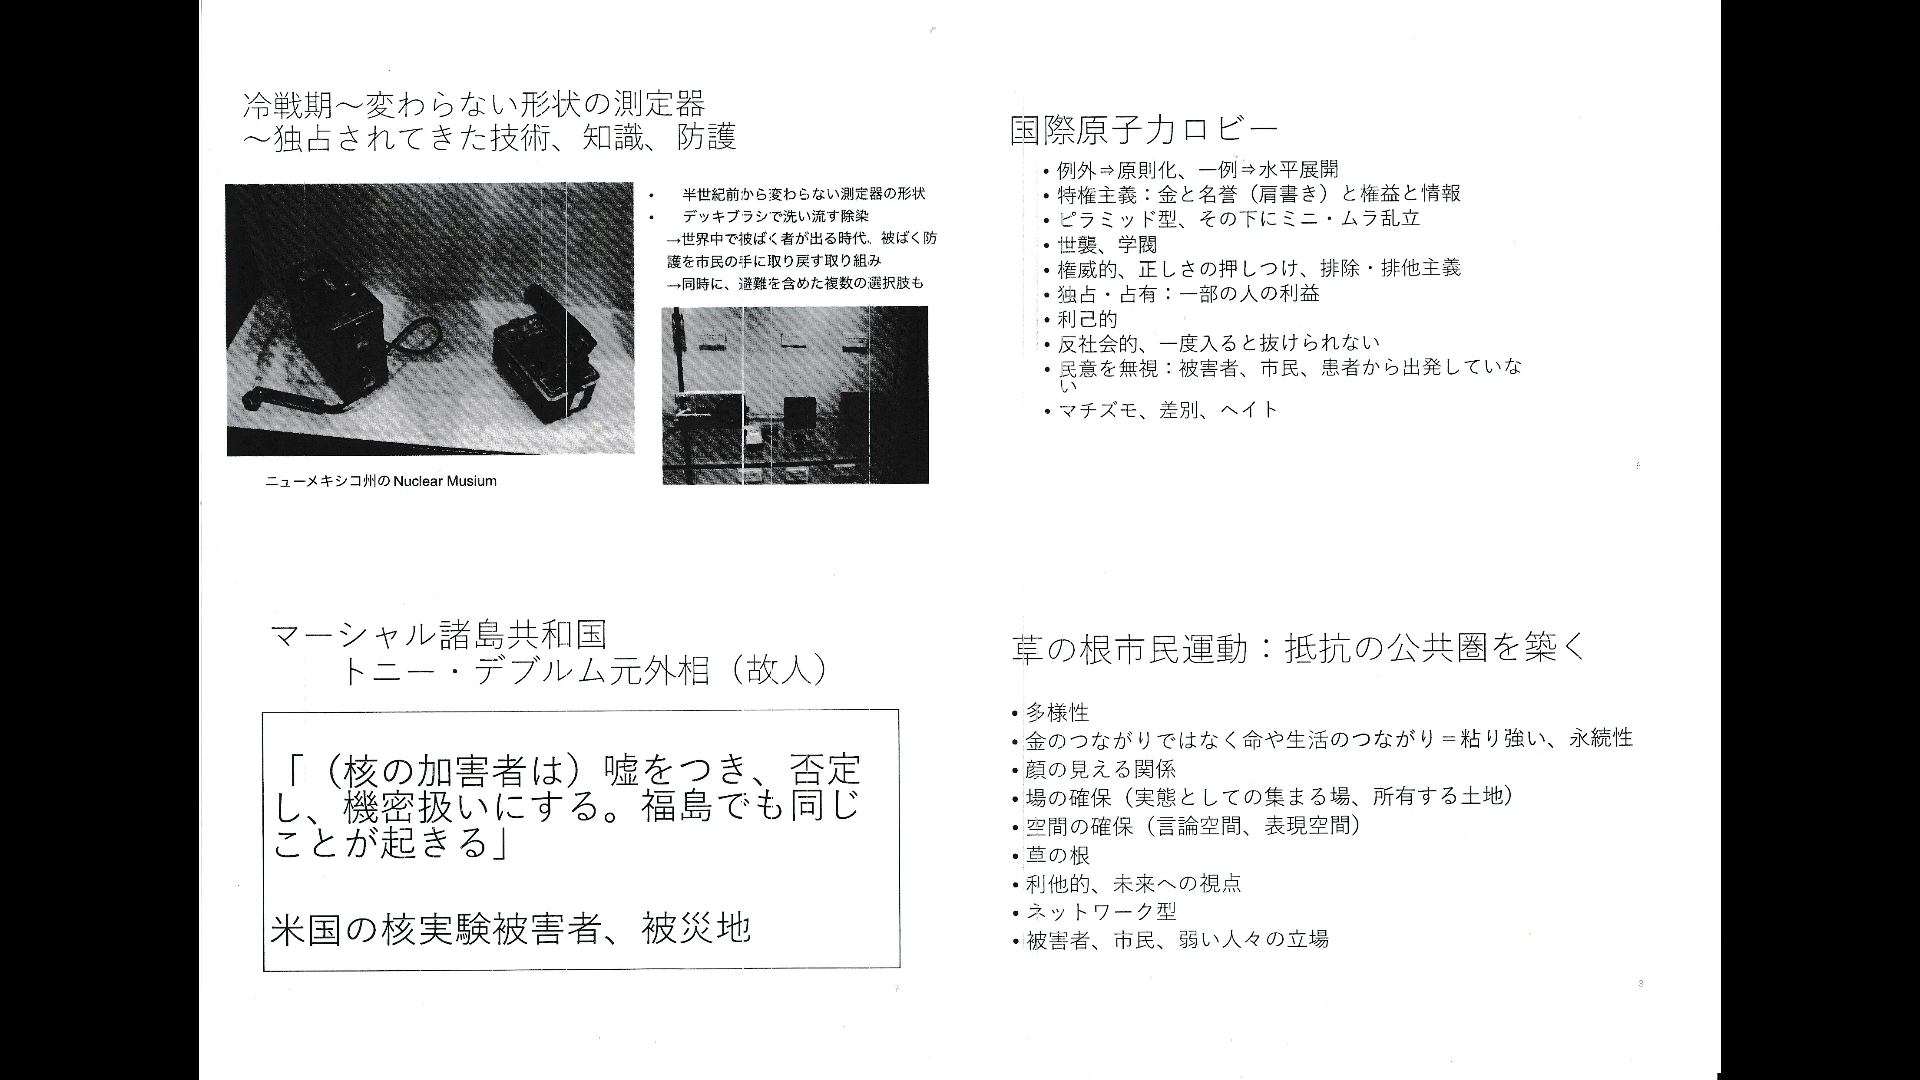 冷戦期～変わらない形状の測定器
～独占されてきた技術、知識、防護
• 半世紀前から変わらない測定器の形状
• デッキブラシで洗い流す除染
→世界中で被ばく者が出る時代、被ばく防
護を市民の手に取り戻す取り組み
→同時に、避難を含めた複数の選択肢も
ニューメキシコ州の Nuclear Musium
国際原子力ロビー
• 例外⇒原則化、一例⇒水平展開
• 特権主義：金と名誉（肩書き）と権益と情報
• ピラミッド型、その下にミニ・ムラ乱立
• 世襲、学閥
• 権威的、正しさの押しつけ、排除・排他主義
• 独占・占有：一部の人の利益
• 利己的
• 反社会的、一度入ると抜けられない
• 民意を無視：被害者、市民、患者から出発していな
い
• マチズモ、差別、ヘイト
マーシャル諸島共和国
トニー・デブルム元外相（故人）
「（核の加害者は）嘘をつき、否定
し、機密扱いにする。福島でも同じ
ことが起きる」
米国の核実験被害者、被災地
草の根市民運動：抵抗の公共圏を築く
• 多様性
• 金のつながりではなく命や生活のつながり＝粘り強い、永続性
• 顔の見える関係
• 場の確保（実態としての集まる場、所有する土地）
• 空間の確保（言論空間、表現空間）
• 草の根
• 利他的、未来への視点
• ネットワーク型
• 被害者、市民、弱い人々の立場